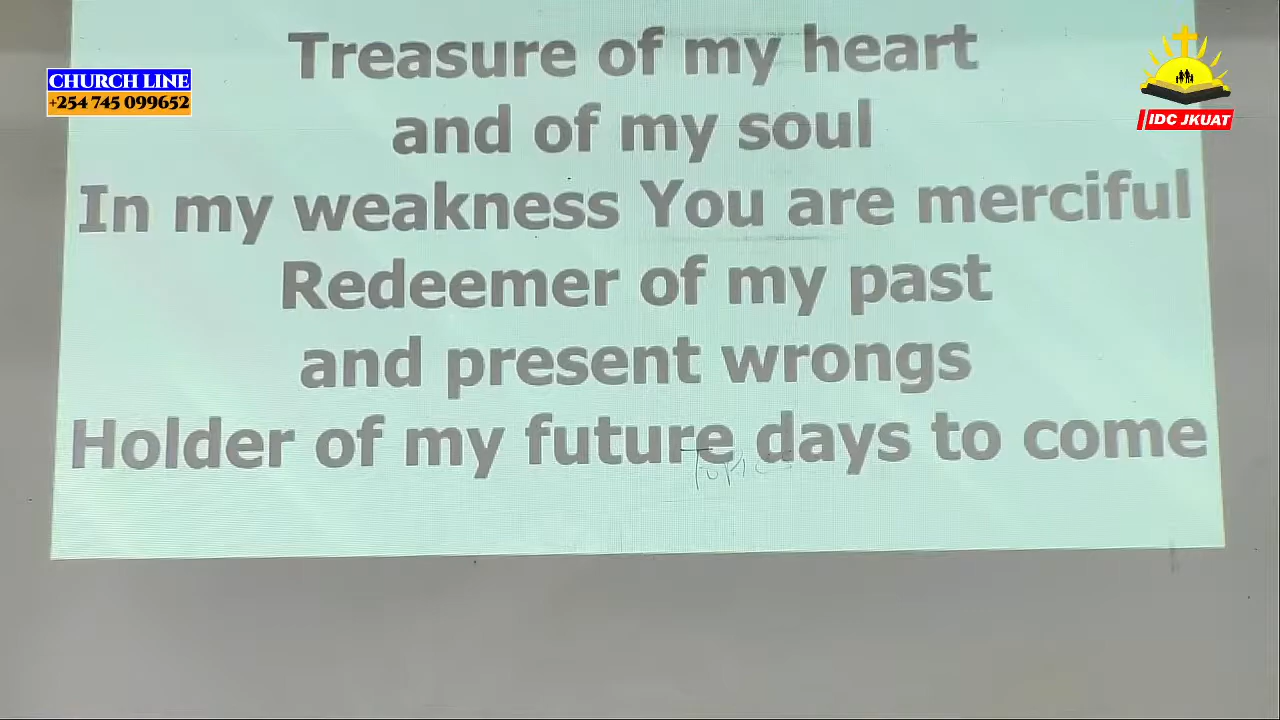 Treasure of my heart
and of my soul
In my weakness You are merciful
Redeemer of my past
and present wrongs
Holder of my future days to come
CHURCH LINE
+254 745 099652
IDC JKUAT